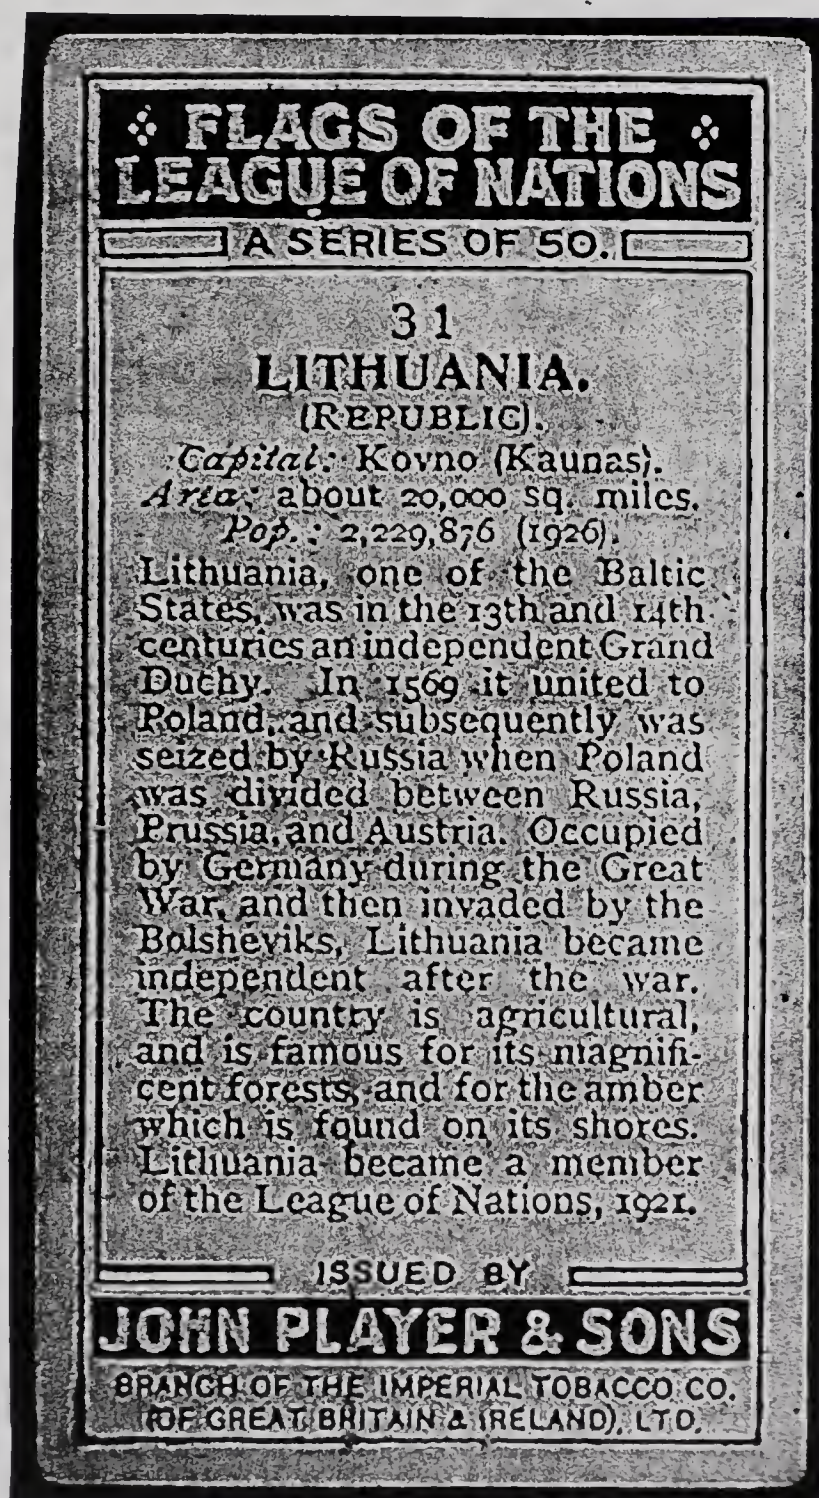 FLAGS OF THE
LEAGUE OF NATIONS
A SERIES OF 50.
31
LITHUANIA.
(REPUBLIC).
Capital: Kovno (Kaunas).
Area: about 20,000 sq. miles.
Pop.: 2,229,876 (1926).
Lithuania, one of the Baltic
States, was in the 13th and 14th
centuries an independent Grand
Duchy. In 1569 it united to
Poland, and subsequently was
seized by Russia when Poland
was divided between Russia,
Prussia, and Austria. Occupied
by Germany during the Great
War, and then invaded by the
Bolsheviks, Lithuania became
independent after the war.
The country is agricultural,
and is famous for its magnifi-
cent forests, and for the amber
which is found on its shores.
Lithuania became a member
of the League of Nations, 1921.
ISSUED BY
JOHN PLAYER & SONS
BRANCH OF THE IMPERIAL TOBACCO CO.
(OF GREAT BRITAIN & IRELAND), LTD.